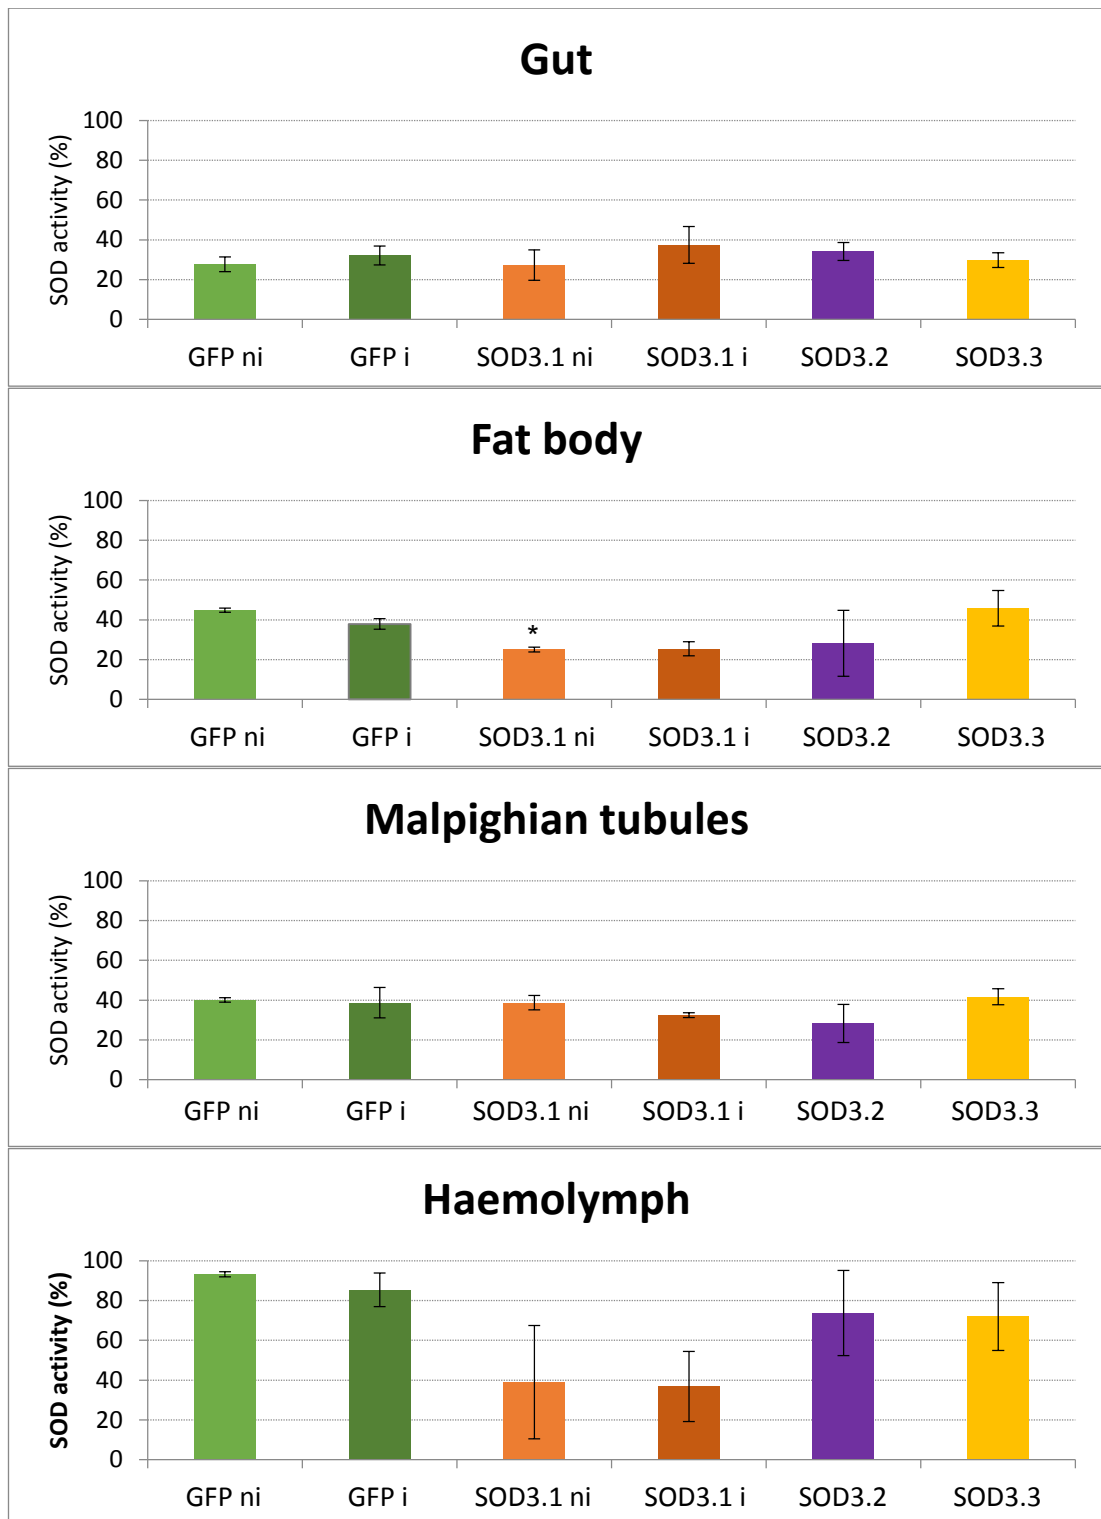 Gut
SOD activity (%)
100
80
60
40
20
0
GFP ni GFP i SOD3.1 ni SOD3.1 i SOD3.2 SOD3.3
Fat body
SOD activity (%)
100
80
60
40
20
0
*
GFP ni GFP i SOD3.1 ni SOD3.1 i SOD3.2 SOD3.3
Malpighian tubules
SOD activity (%)
100
80
60
40
20
0
GFP ni GFP i SOD3.1 ni SOD3.1 i SOD3.2 SOD3.3
Haemolymph
SOD activity (%)
100
80
60
40
20
0
GFP ni GFP i SOD3.1 ni SOD3.1 i SOD3.2 SOD3.3